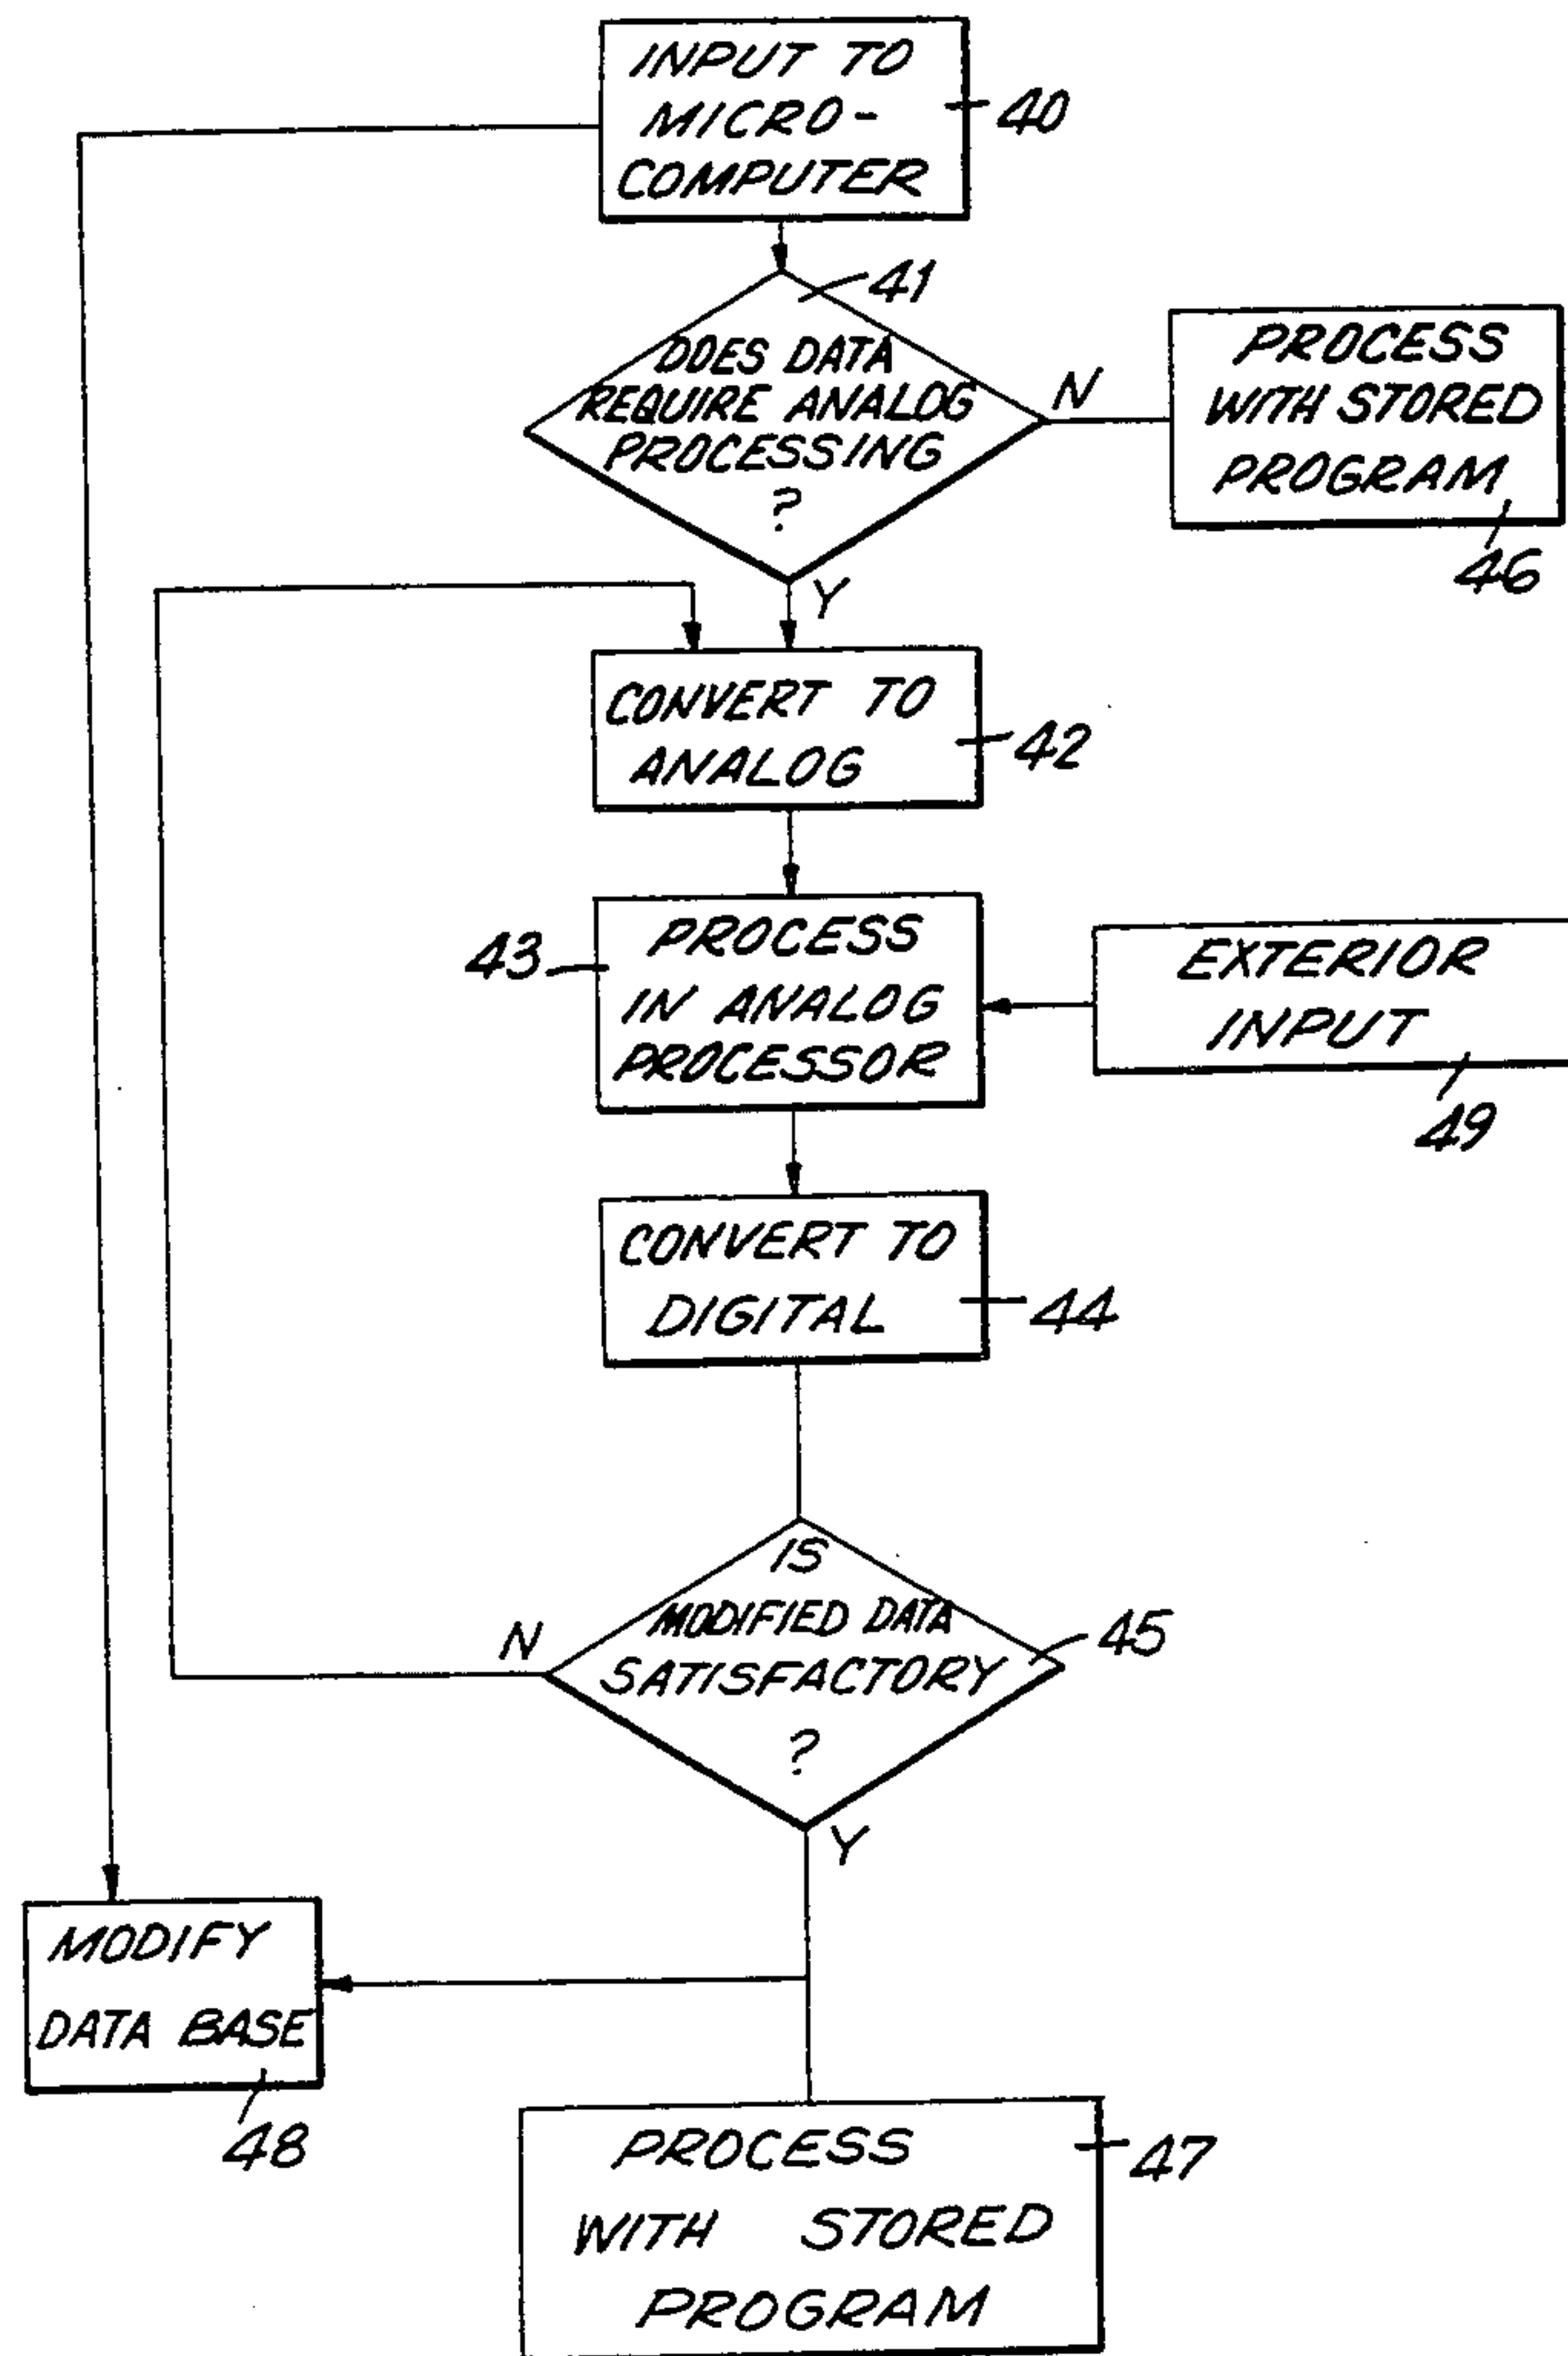 INPUT TO
MICRO-
COMPUTER
40
41
DOES DATA
REQUIRE ANALOG
PROCESSING
?
N
PROCESS
WITH STORED
PROGRAM
46
Y
CONVERT TO
ANALOG
42
43
PROCESS
IN ANALOG
PROCESSOR
EXTERIOR
INPUT
49
CONVERT TO
DIGITAL
44
IS
MODIFIED DATA
SATISFACTORY
?
45
N
Y
MODIFY
DATA BASE
48
PROCESS
WITH STORED
PROGRAM
47